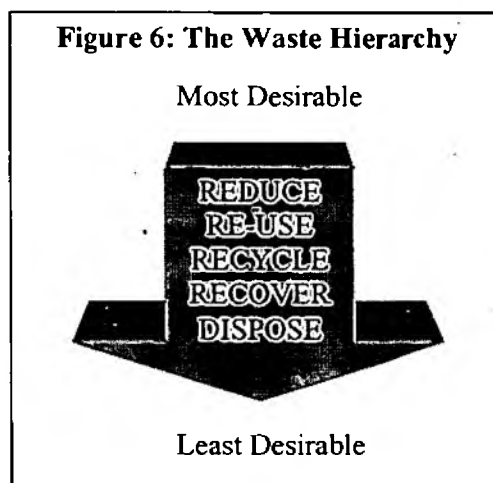 Figure 6: The Waste Hierarchy
Most Desirable
REDUCE
RE-USE
RECYCLE
RECOVER
DISPOSE
Least Desirable